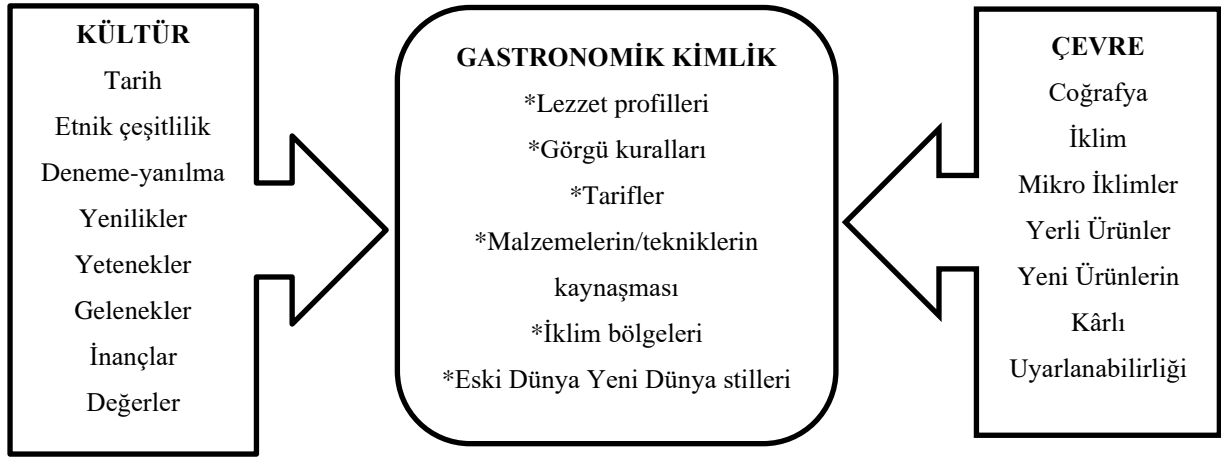 KÜLTÜR
Tarih
Etnik çeşitlilik
Deneme-yanılma
Yenilikler
Yetenekler
Gelenekler
İnançlar
Değerler
GASTRONOMİK KİMLİK
*Lezzet profilleri
*Görgü kuralları
*Tarifler
*Malzemelerin/tekniklerin
kaynaşması
*İklim bölgeleri
*Eski Dünya Yeni Dünya stilleri
ÇEVRE
Coğrafya
İklim
Mikro İklimler
Yerli Ürünler
Yeni Ürünlerin
Kârlı
Uyarlanabilirliği